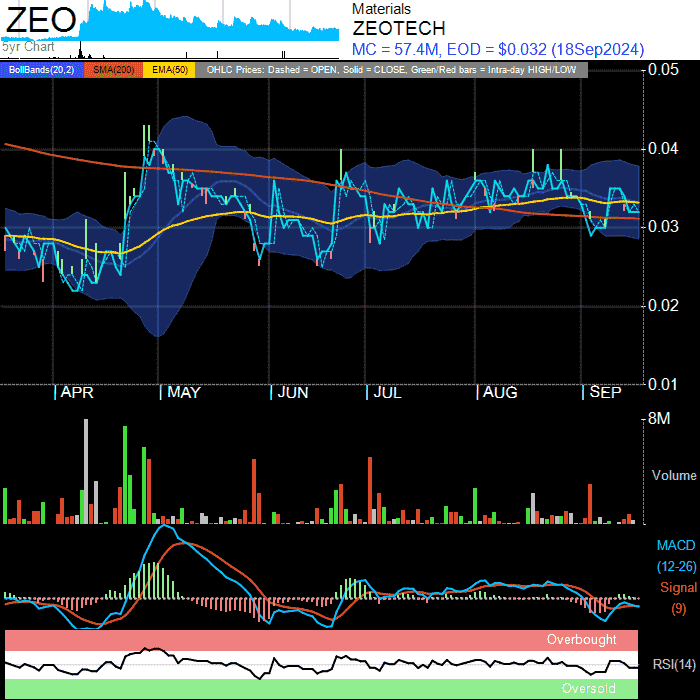 ZEO
5yr Chart
Materials
ZEOTECH
MC = 57.4M, EOD = $0.032 (18Sep2024)
BollBands(20,2) SMA(200) EMA(50) OHLC Prices: Dashed = OPEN, Solid = CLOSE, Green/Red bars = Intra-day HIGH/LOW
0.05
0.04
0.03
0.02
0.01
APR MAY JUN JUL AUG SEP
8M
Volume
MACD
(12-26)
Signal
(9)
Overbought
RSI(14)
Oversold